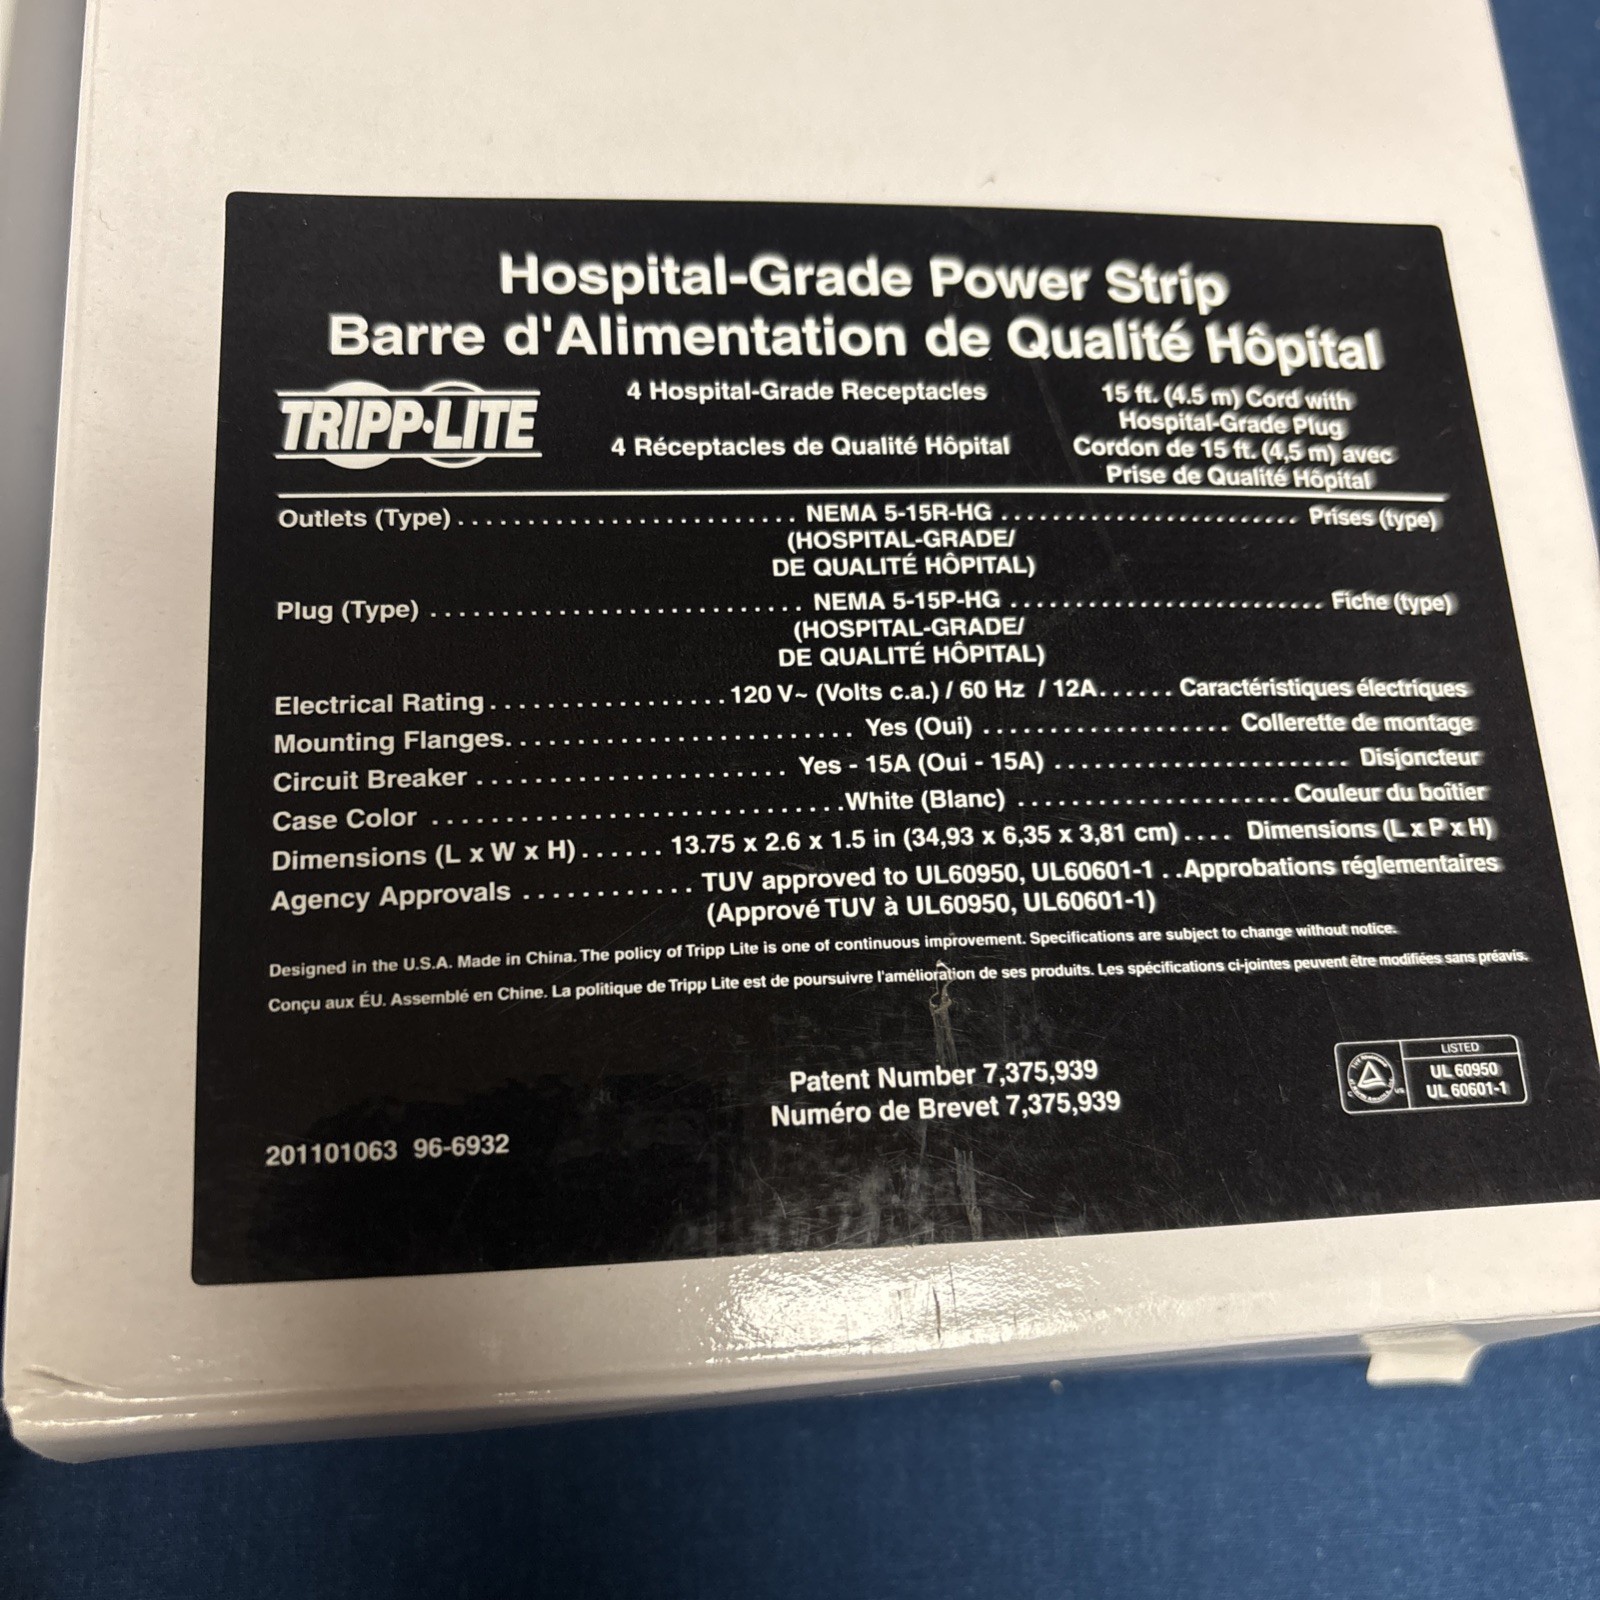 Hospital-Grade Power Strip
Barre d'Alimentation de Qualité Hôpital
TRIPP·LITE
4 Hospital-Grade Receptacles
4 Réceptacles de Qualité Hôpital
15 ft. (4.5 m) Cord with
Hospital-Grade Plug
Cordon de 15 ft. (4,5 m) avec
Prise de Qualité Hôpital
Outlets (Type) . . . . . . . . . . . . . . . . . . . . . . . . . NEMA 5-15R-HG . . . . . . . . . . . . . . . . . . . . . . Prises (type)
(HOSPITAL-GRADE/
DE QUALITÉ HÔPITAL)
Plug (Type) . . . . . . . . . . . . . . . . . . . . . . . . . . . NEMA 5-15P-HG . . . . . . . . . . . . . . . . . . . . . . . Fiche (type)
(HOSPITAL-GRADE/
DE QUALITÉ HÔPITAL)
Electrical Rating . . . . . . . . . . . . . . . . . 120 V~ (Volts c.a.) / 60 Hz / 12A. . . . . . Caractéristiques électriques
Mounting Flanges. . . . . . . . . . . . . . . . . . . . . . . . . Yes (Oui) . . . . . . . . . . . . . . . . . . Collerette de montage
Circuit Breaker . . . . . . . . . . . . . . . . . . . . . . . Yes - 15A (Oui - 15A) . . . . . . . . . . . . . . . . . . . . . . Disjoncteur
Case Color . . . . . . . . . . . . . . . . . . . . . . . . . . . . . White (Blanc) . . . . . . . . . . . . . . . . . . . . Couleur du boîtier
Dimensions (L x W x H) . . . . . . 13.75 x 2.6 x 1.5 in (34,93 x 6,35 x 3,81 cm) . . . . Dimensions (L x P x H)
Agency Approvals . . . . . . . . . . . . . TUV approved to UL60950, UL60601-1 . . Approbations réglementaires
(Apprové TUV à UL60950, UL60601-1)
Designed in the U.S.A. Made in China. The policy of Tripp Lite is one of continuous improvement. Specifications are subject to change without notice.
Conçu aux ÉU. Assemblé en Chine. La politique de Tripp Lite est de poursuivre l'amélioration de ses produits. Les spécifications ci-jointes peuvent être modifiées sans préavis.
Patent Number 7,375,939
Numéro de Brevet 7,375,939
LISTED
UL 60950
UL 60601-1
US
201101063 96-6932